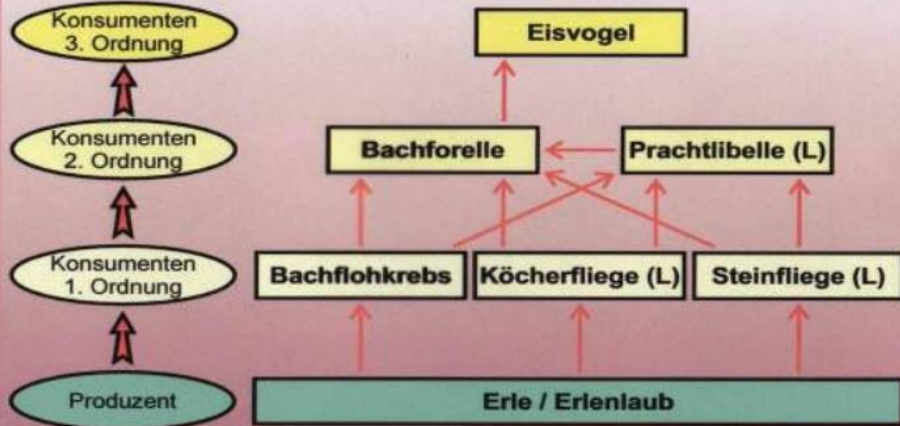 Konsumenten
3. Ordnung
Eisvogel
Konsumenten
2. Ordnung
Bachforelle
Prachtlibelle (L)
Konsumenten
1. Ordnung
Bachflohkrebs
Köcherfliege (L)
Steinfliege (L)
Produzent
Erle / Erlenlaub